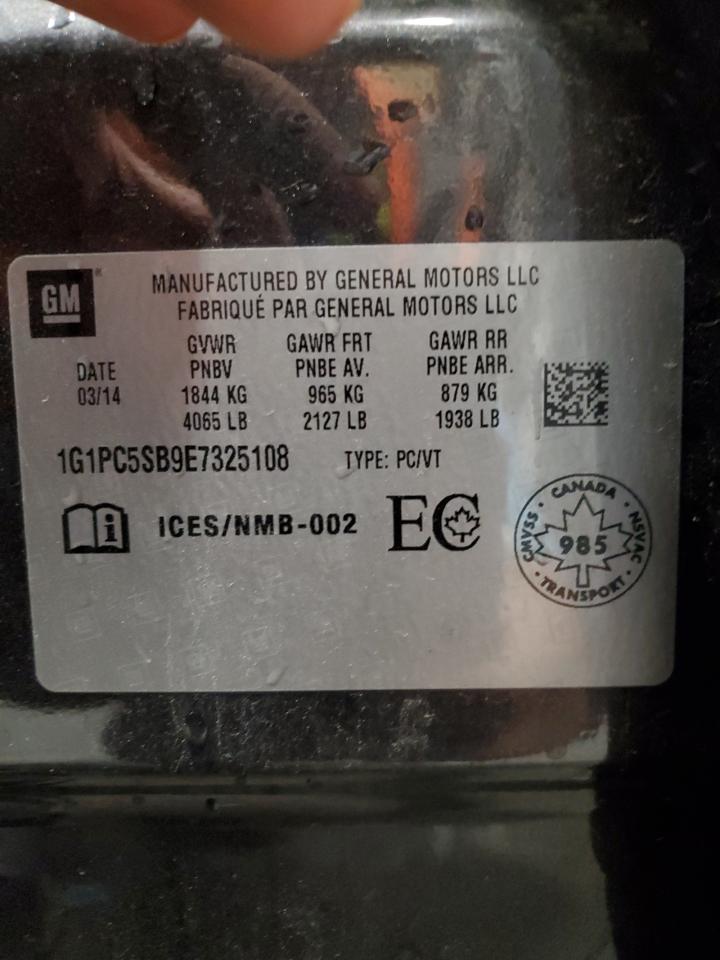 GM
MANUFACTURED BY GENERAL MOTORS LLC
FABRIQUÉ PAR GENERAL MOTORS LLC
GVWR GAWR FRT GAWR RR
DATE PNBV PNBE AV. PNBE ARR.
03/14 1844 KG 965 KG 879 KG
4065 LB 2127 LB 1938 LB
1G1PC5SB9E7325108 TYPE: PC/VT
i ICES/NMB-002 EC
CANADA
CMVSS 985 NSVAC
TRANSPORT